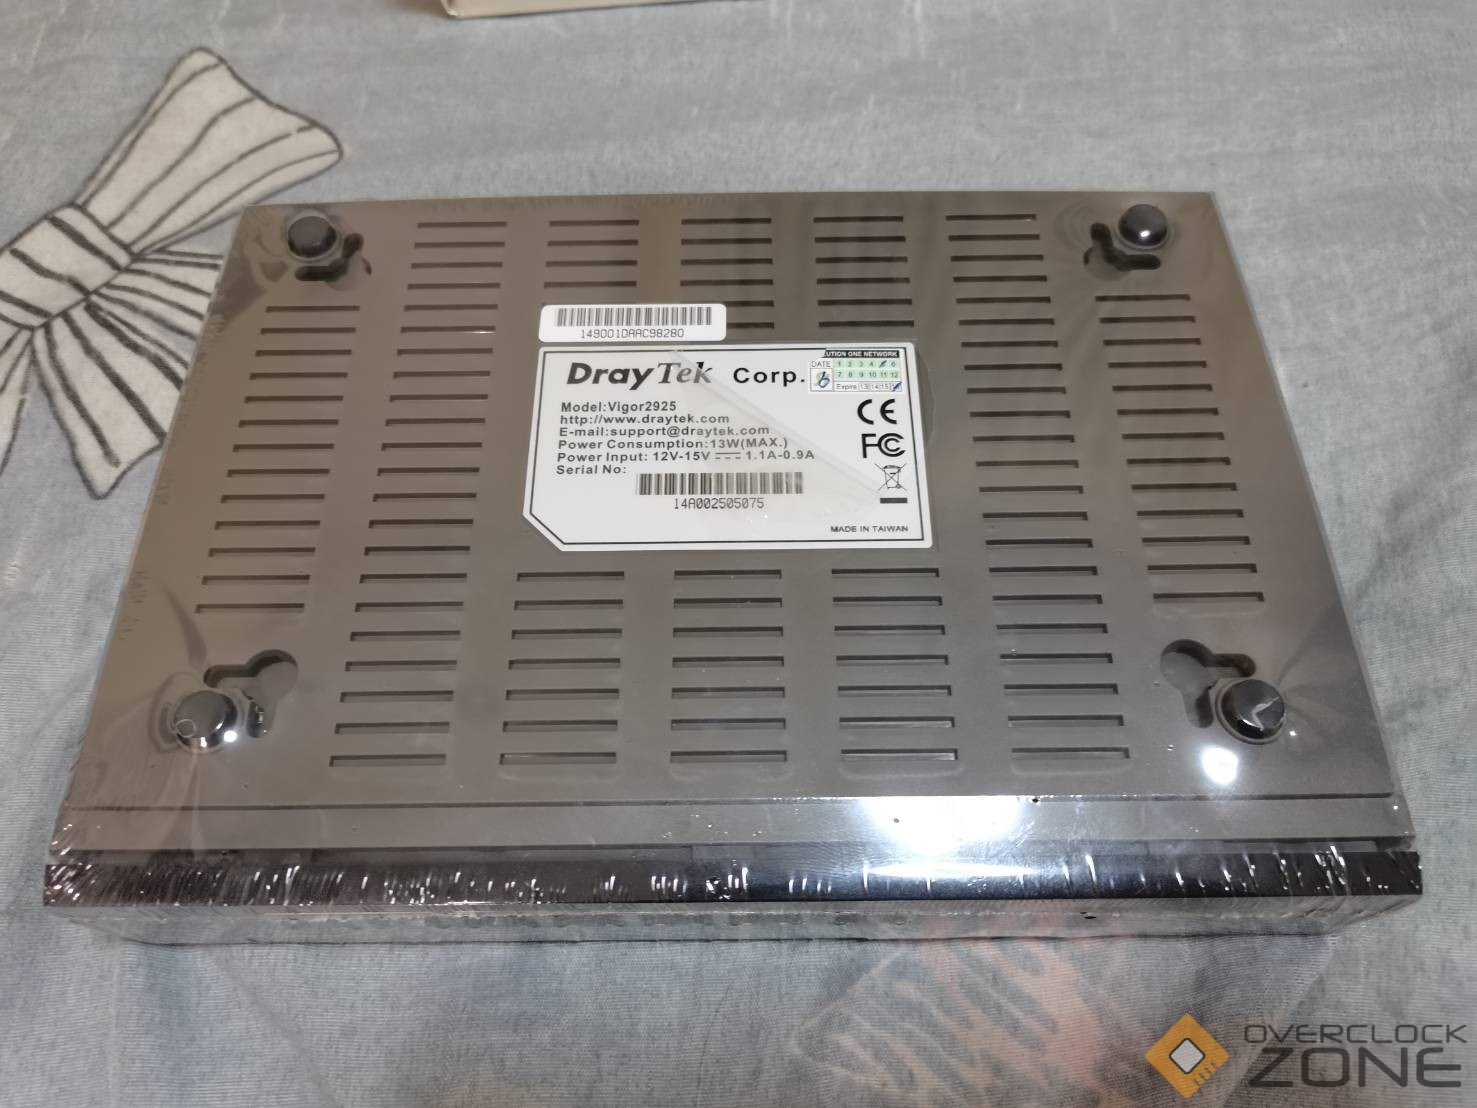 149001DAAC98280
DrayTek Corp.
UTION ONE NETWORK
DATE 1 2 3 4 5 6
7 8 9 10 11 12
Expire 13 14 15
Model:Vigor2925
http://www.draytek.com
E-mail:support@draytek.com
Power Consumption:13W(MAX.)
Power Input: 12V-15V 1.1A-0.9A
Serial No:
14A002505075
CE
FC
MADE IN TAIWAN
OVERCLOCK
ZONE